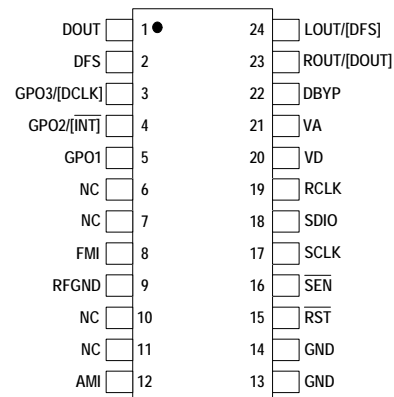 DOUT 1 24 LOUT/[DFS]
DFS 2 23 ROUT/[DOUT]
GPO3/[DCLK] 3 22 DBYP
GPO2/[INT] 4 21 VA
GPO1 5 20 VD
NC 6 19 RCLK
NC 7 18 SDIO
FMI 8 17 SCLK
RFGND 9 16 SEN
NC 10 15 RST
NC 11 14 GND
AMI 12 13 GND